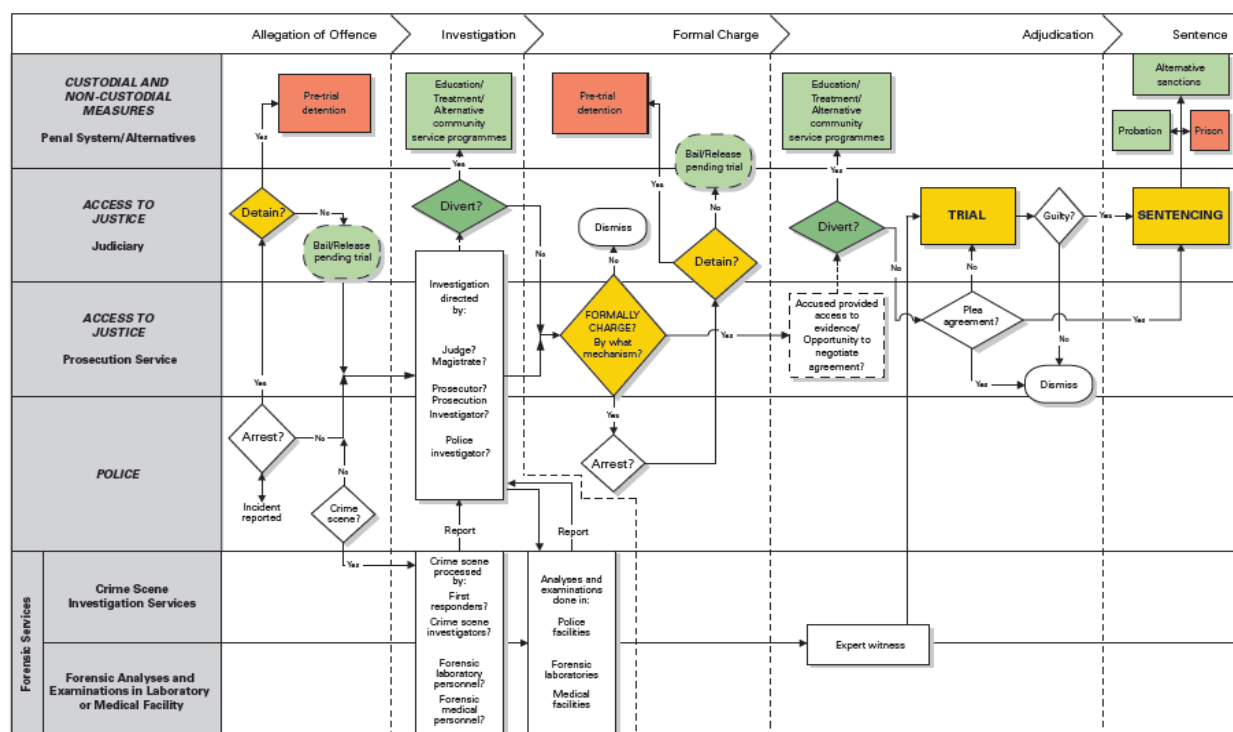 Allegation of Offence
Investigation
Formal Charge
Adjudication
Sentence
CUSTODIAL AND
NON-CUSTODIAL
MEASURES
Penal System/Alternatives
Yes
Pre-trial
detention
Education/
Treatment/
Alternative
community
service programmes
Yes
Pre-trial
detention
Yes
Bail/Release
pending trial
No
Education/
Treatment/
Alternative
community
service programmes
Yes
Alternative
sanctions
Probation
Prison
ACCESS TO
JUSTICE
Judiciary
Detain?
No
Bail/Release
pending trial
Divert?
No
Dismiss
No
Detain?
Divert?
No
TRIAL
No
Guilty?
Yes
No
SENTENCING
ACCESS TO
JUSTICE
Prosecution Service
Yes
Investigation
directed
by:
Judge?
Magistrate?
Prosecutor?
Prosecution
Investigator?
Police
investigator?
FORMALLY
CHARGE?
By what
mechanism?
Yes
Yes
Accused provided
access to
evidence/
Opportunity to
negotiate
agreement?
Plea
agreement?
Yes
Yes
Dismiss
POLICE
Arrest?
No
Incident
reported
No
Crime
scene?
Yes
Arrest?
Report
Report
Forensic Services
Crime Scene
Investigation Services
Crime scene
processed
by:
First
responders?
Crime scene
investigators?
Forensic
laboratory
personnel?
Forensic
medical
personnel?
Analyses and
examinations
done in:
Police
facilities
Forensic
laboratories
Medical
facilities
Expert witness
Forensic Analyses and
Examinations in Laboratory
or Medical Facility